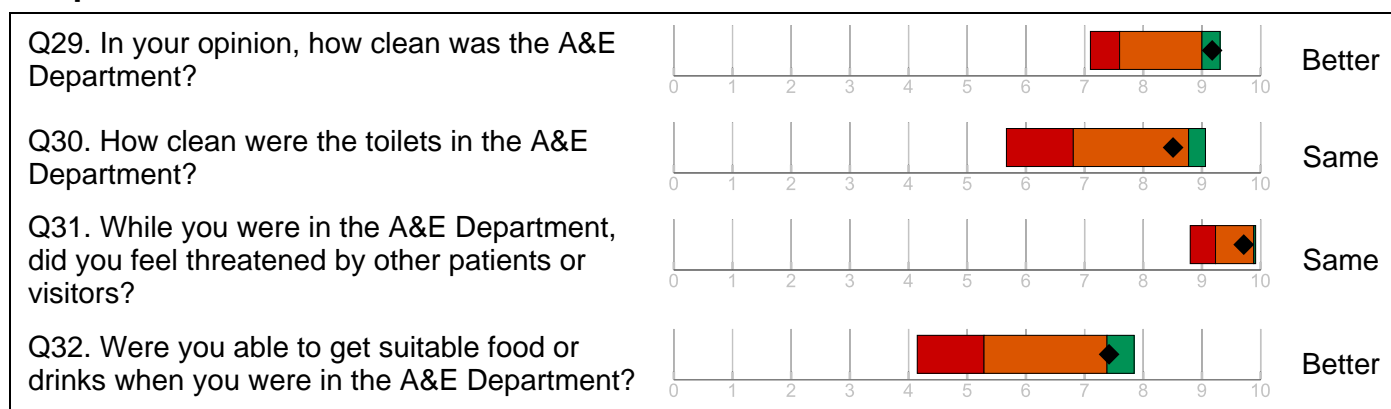 Q29. In your opinion, how clean was the A&E
Department?
0 1 2 3 4 5 6 7 8 9 10
Better
Q30. How clean were the toilets in the A&E
Department?
0 1 2 3 4 5 6 7 8 9 10
Same
Q31. While you were in the A&E Department,
did you feel threatened by other patients or
visitors?
0 1 2 3 4 5 6 7 8 9 10
Same
Q32. Were you able to get suitable food or
drinks when you were in the A&E Department?
0 1 2 3 4 5 6 7 8 9 10
Better